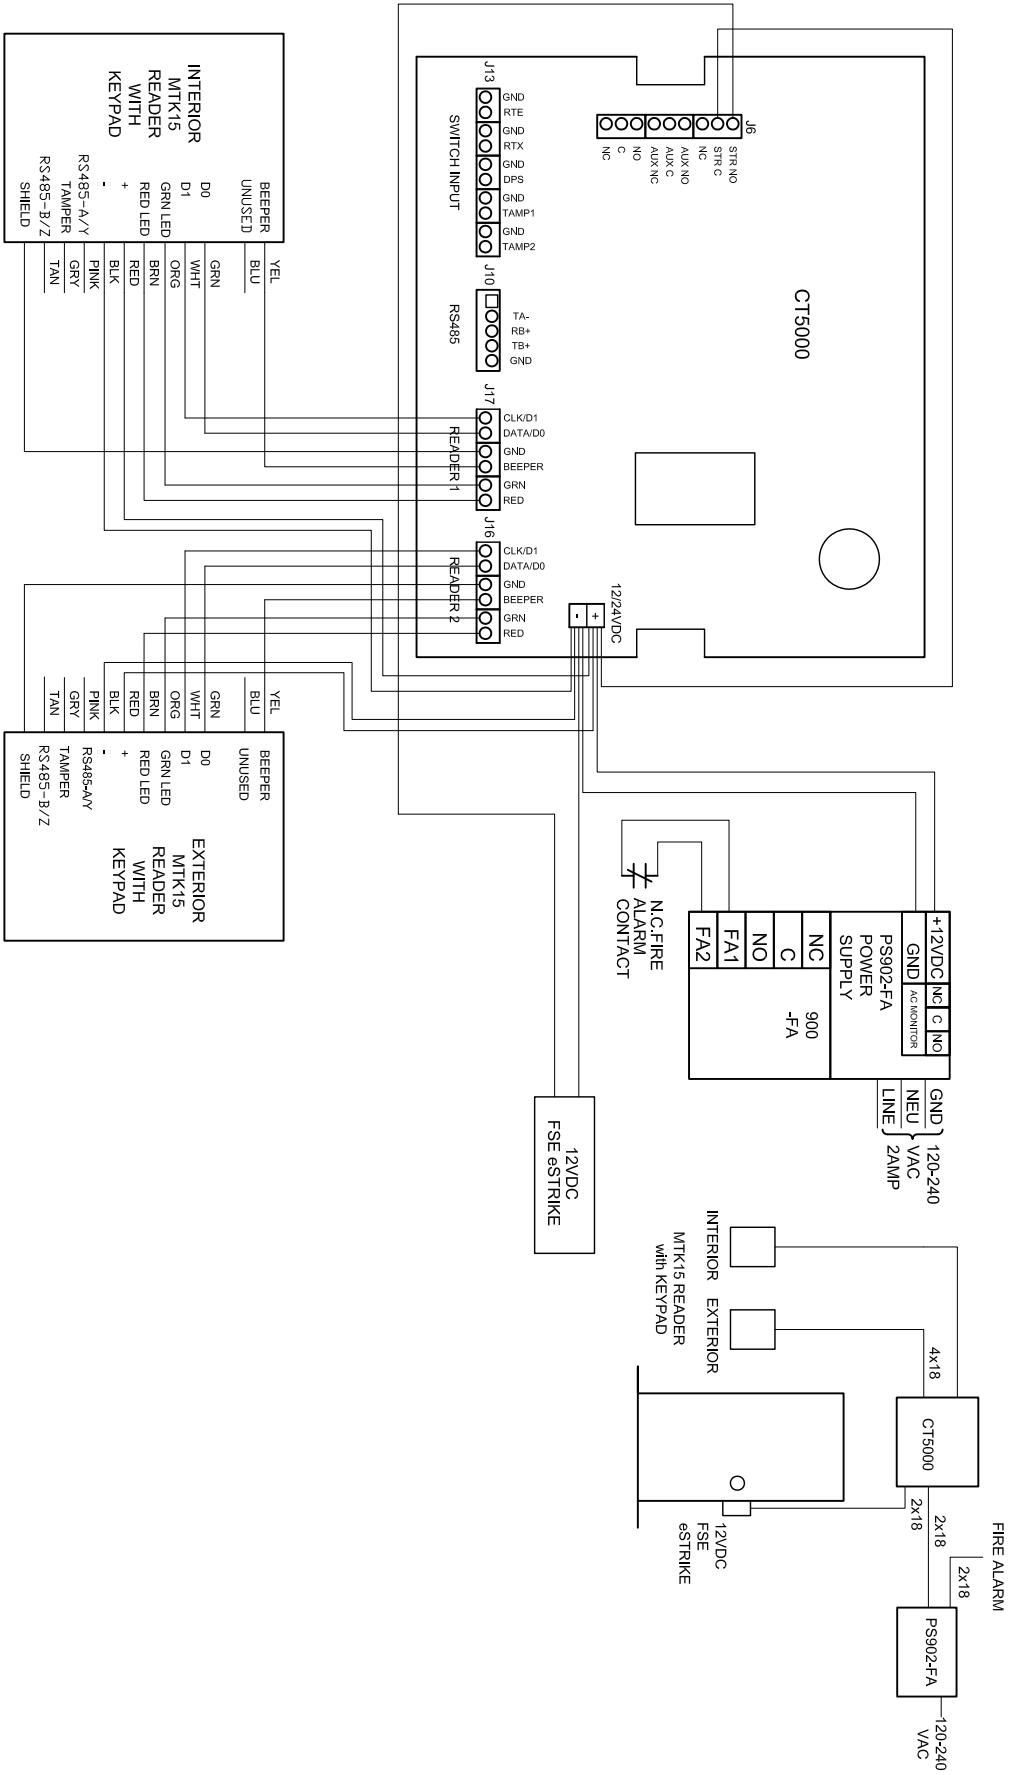 INTERIOR
MTK15
READER
WITH
KEYPAD
BEEPER
UNUSED
D0
D1
GRN LED
RED LED
+
-
RS485-A/Y
TAMPER
RS485-B/Z
SHIELD
YEL
BLU
GRN
WHT
ORG
BRN
RED
BLK
PINK
GRY
TAN
CT5000
J6
STR NO
STR C
NC
AUX NO
AUX C
AUX NC
NO
C
NC
J13
GND
RTE
GND
RTX
GND
DPS
GND
TAMP1
GND
TAMP2
SWITCH INPUT
J10
TA-
RB+
TB+
GND
RS485
J17
CLK/D1
DATA/D0
GND
BEEPER
GRN
RED
READER 1
J16
CLK/D1
DATA/D0
GND
BEEPER
GRN
RED
READER 2
12/24VDC
+
-
YEL
BLU
GRN
WHT
ORG
BRN
RED
BLK
PINK
GRY
TAN
BEEPER
UNUSED
D0
D1
GRN LED
RED LED
+
-
RS485-A/Y
TAMPER
RS485-B/Z
SHIELD
EXTERIOR
MTK15
READER
WITH
KEYPAD
+12VDC
NC
C
NO
GND
AC MONITOR
PS902-FA
POWER
SUPPLY
NC
C
NO
FA1
FA2
900
-FA
N.C.FIRE
ALARM
CONTACT
GND
NEU
LINE
120-240
VAC
2AMP
12VDC
FSE eSTRIKE
INTERIOR
EXTERIOR
MTK15 READER
with KEYPAD
4x18
CT5000
2x18
2x18
12VDC
FSE
eSTRIKE
FIRE ALARM
2x18
PS902-FA
120-240
VAC